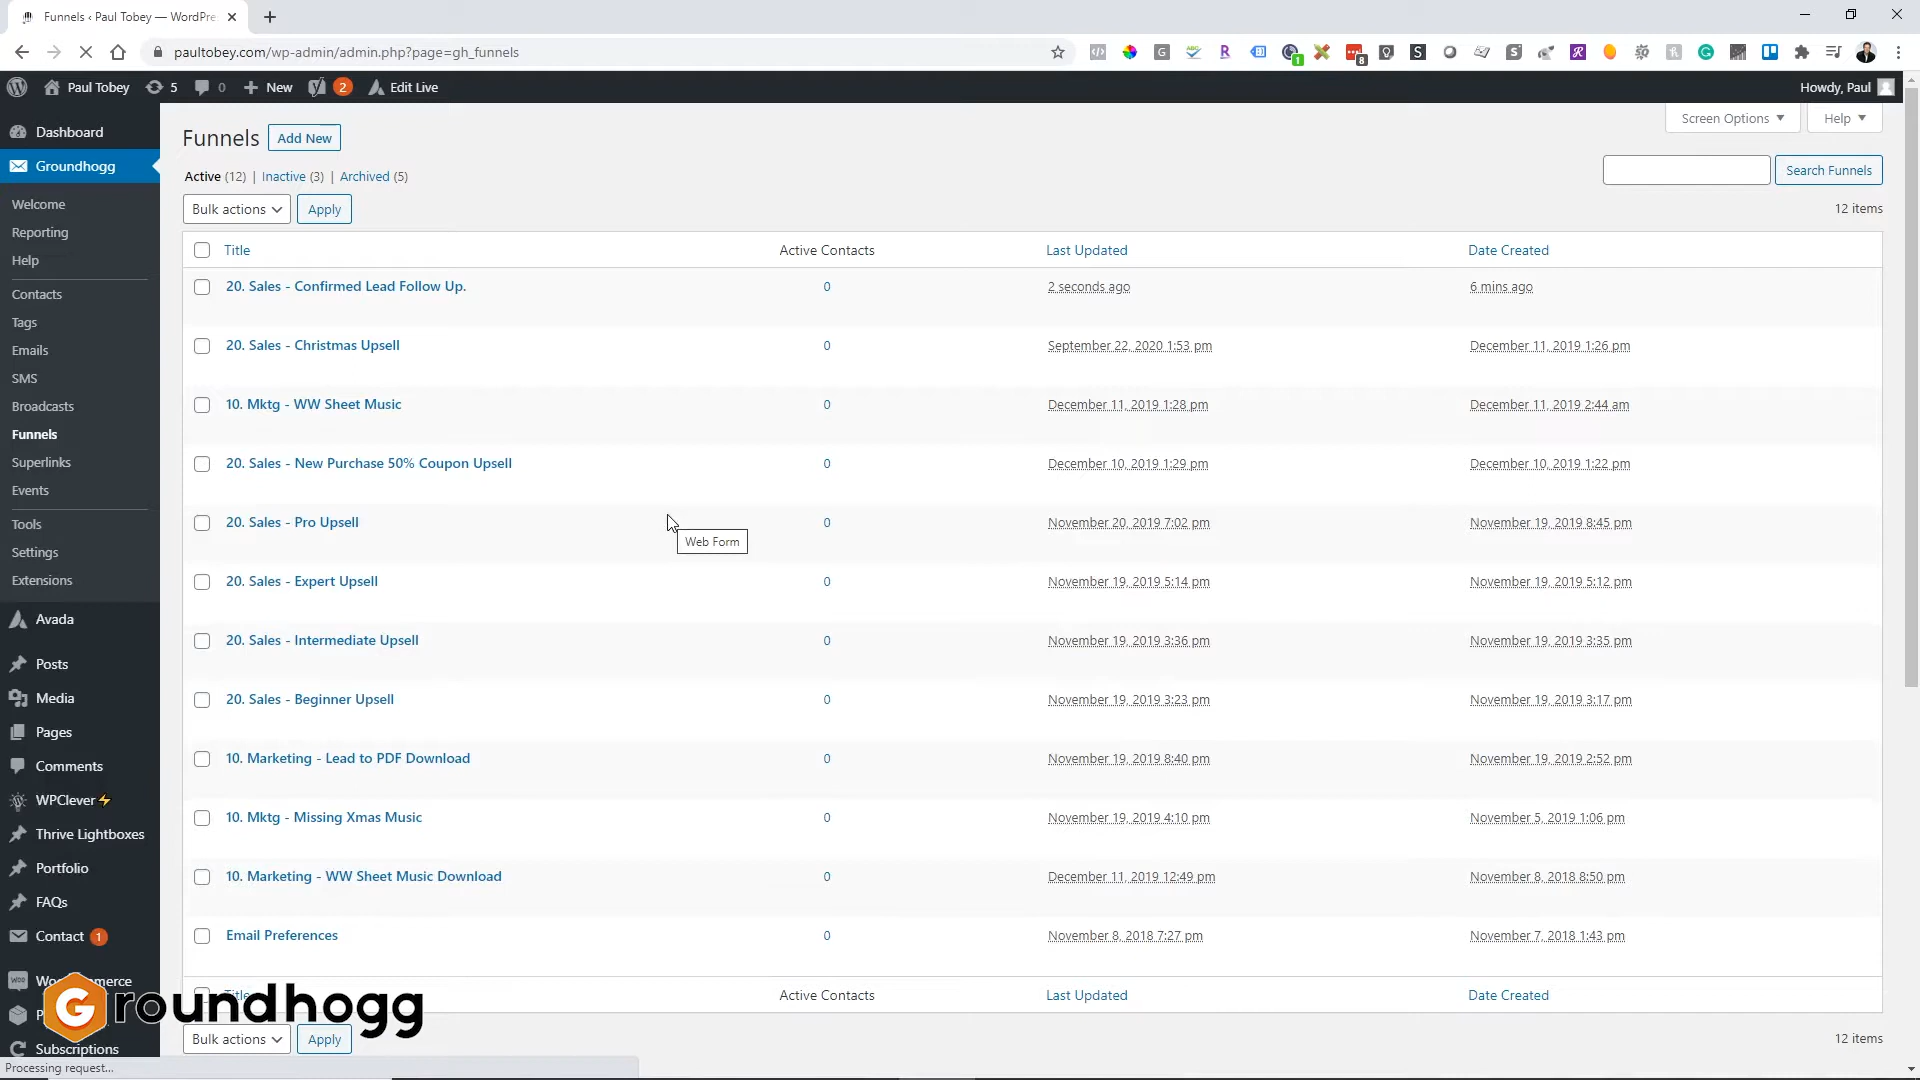 Funnels ‹ Paul Tobey — WordPre
paultobey.com/wp-admin/admin.php?page=gh_funnels
Paul Tobey 5 0 New 2 Edit Live Howdy, Paul
Dashboard
Groundhogg
Welcome
Reporting
Help
Contacts
Tags
Emails
SMS
Broadcasts
Funnels
Superlinks
Events
Tools
Settings
Extensions
Avada
Posts
Media
Pages
Comments
WPClever⚡
Thrive Lightboxes
Portfolio
FAQs
Contact 1
Subscriptions
Screen Options Help
Funnels Add New
Active (12) | Inactive (3) | Archived (5)
Search Funnels
Bulk actions Apply 12 items
Title Active Contacts Last Updated Date Created
20. Sales - Confirmed Lead Follow Up. 0 2 seconds ago 6 mins ago
20. Sales - Christmas Upsell 0 September 22, 2020 1:53 pm December 11, 2019 1:26 pm
10. Mktg - WW Sheet Music 0 December 11, 2019 1:28 pm December 11, 2019 2:44 am
20. Sales - New Purchase 50% Coupon Upsell 0 December 10, 2019 1:29 pm December 10, 2019 1:22 pm
20. Sales - Pro Upsell 0 November 20, 2019 7:02 pm November 19, 2019 8:45 pm
Web Form
20. Sales - Expert Upsell 0 November 19, 2019 5:14 pm November 19, 2019 5:12 pm
20. Sales - Intermediate Upsell 0 November 19, 2019 3:36 pm November 19, 2019 3:35 pm
20. Sales - Beginner Upsell 0 November 19, 2019 3:23 pm November 19, 2019 3:17 pm
10. Marketing - Lead to PDF Download 0 November 19, 2019 8:40 pm November 19, 2019 2:52 pm
10. Mktg - Missing Xmas Music 0 November 19, 2019 4:10 pm November 5, 2019 1:06 pm
10. Marketing - WW Sheet Music Download 0 December 11, 2019 12:49 pm November 8, 2018 8:50 pm
Email Preferences 0 November 8, 2018 7:27 pm November 7, 2018 1:43 pm
Title Active Contacts Last Updated Date Created
Groundhogg
Bulk actions Apply 12 items
Processing request...